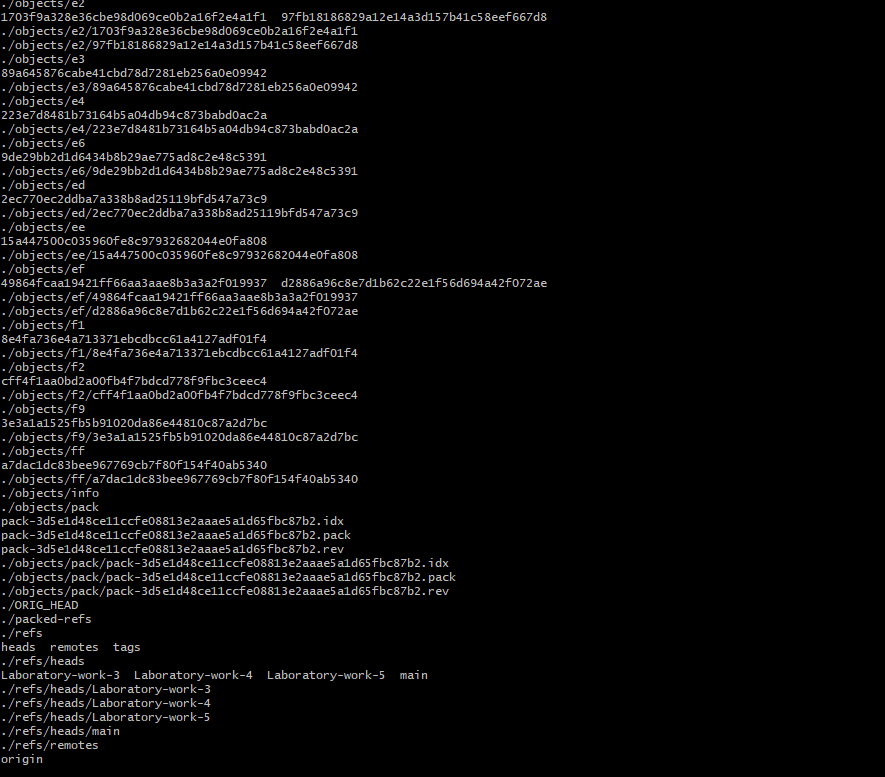 ./objects/e2
1703f9a328e36cbe98d069ce0b2a16f2e4a1f1  97fb18186829a12e14a3d157b41c58eef667d8
./objects/e2/1703f9a328e36cbe98d069ce0b2a16f2e4a1f1
./objects/e2/97fb18186829a12e14a3d157b41c58eef667d8
./objects/e3
89a645876cabe41cbd78d7281eb256a0e09942
./objects/e3/89a645876cabe41cbd78d7281eb256a0e09942
./objects/e4
223e7d8481b73164b5a04db94c873babd0ac2a
./objects/e4/223e7d8481b73164b5a04db94c873babd0ac2a
./objects/e6
9de29bb2d1d6434b8b29ae775ad8c2e48c5391
./objects/e6/9de29bb2d1d6434b8b29ae775ad8c2e48c5391
./objects/ed
2ec770ec2ddba7a338b8ad25119bfd547a73c9
./objects/ed/2ec770ec2ddba7a338b8ad25119bfd547a73c9
./objects/ee
15a447500c035960fe8c97932682044e0fa808
./objects/ee/15a447500c035960fe8c97932682044e0fa808
./objects/ef
49864fcaa19421ff66aa3aae8b3a3a2f019937  d2886a96c8e7d1b62c22e1f56d694a42f072ae
./objects/ef/49864fcaa19421ff66aa3aae8b3a3a2f019937
./objects/ef/d2886a96c8e7d1b62c22e1f56d694a42f072ae
./objects/f1
8e4fa736e4a713371ebcdbcc61a4127adf01f4
./objects/f1/8e4fa736e4a713371ebcdbcc61a4127adf01f4
./objects/f2
cff4f1aa0bd2a00fb4f7bdcd778f9fbc3ceec4
./objects/f2/cff4f1aa0bd2a00fb4f7bdcd778f9fbc3ceec4
./objects/f9
3e3a1a1525fb5b91020da86e44810c87a2d7bc
./objects/f9/3e3a1a1525fb5b91020da86e44810c87a2d7bc
./objects/ff
a7dac1dc83bee967769cb7f80f154f40ab5340
./objects/ff/a7dac1dc83bee967769cb7f80f154f40ab5340
./objects/info
./objects/pack
pack-3d5e1d48ce11ccfe08813e2aaae5a1d65fbc87b2.idx
pack-3d5e1d48ce11ccfe08813e2aaae5a1d65fbc87b2.pack
pack-3d5e1d48ce11ccfe08813e2aaae5a1d65fbc87b2.rev
./objects/pack/pack-3d5e1d48ce11ccfe08813e2aaae5a1d65fbc87b2.idx
./objects/pack/pack-3d5e1d48ce11ccfe08813e2aaae5a1d65fbc87b2.pack
./objects/pack/pack-3d5e1d48ce11ccfe08813e2aaae5a1d65fbc87b2.rev
./ORIG_HEAD
./packed-refs
./refs
heads  remotes  tags
./refs/heads
Laboratory-work-3  Laboratory-work-4  Laboratory-work-5  main
./refs/heads/Laboratory-work-3
./refs/heads/Laboratory-work-4
./refs/heads/Laboratory-work-5
./refs/heads/main
./refs/remotes
origin